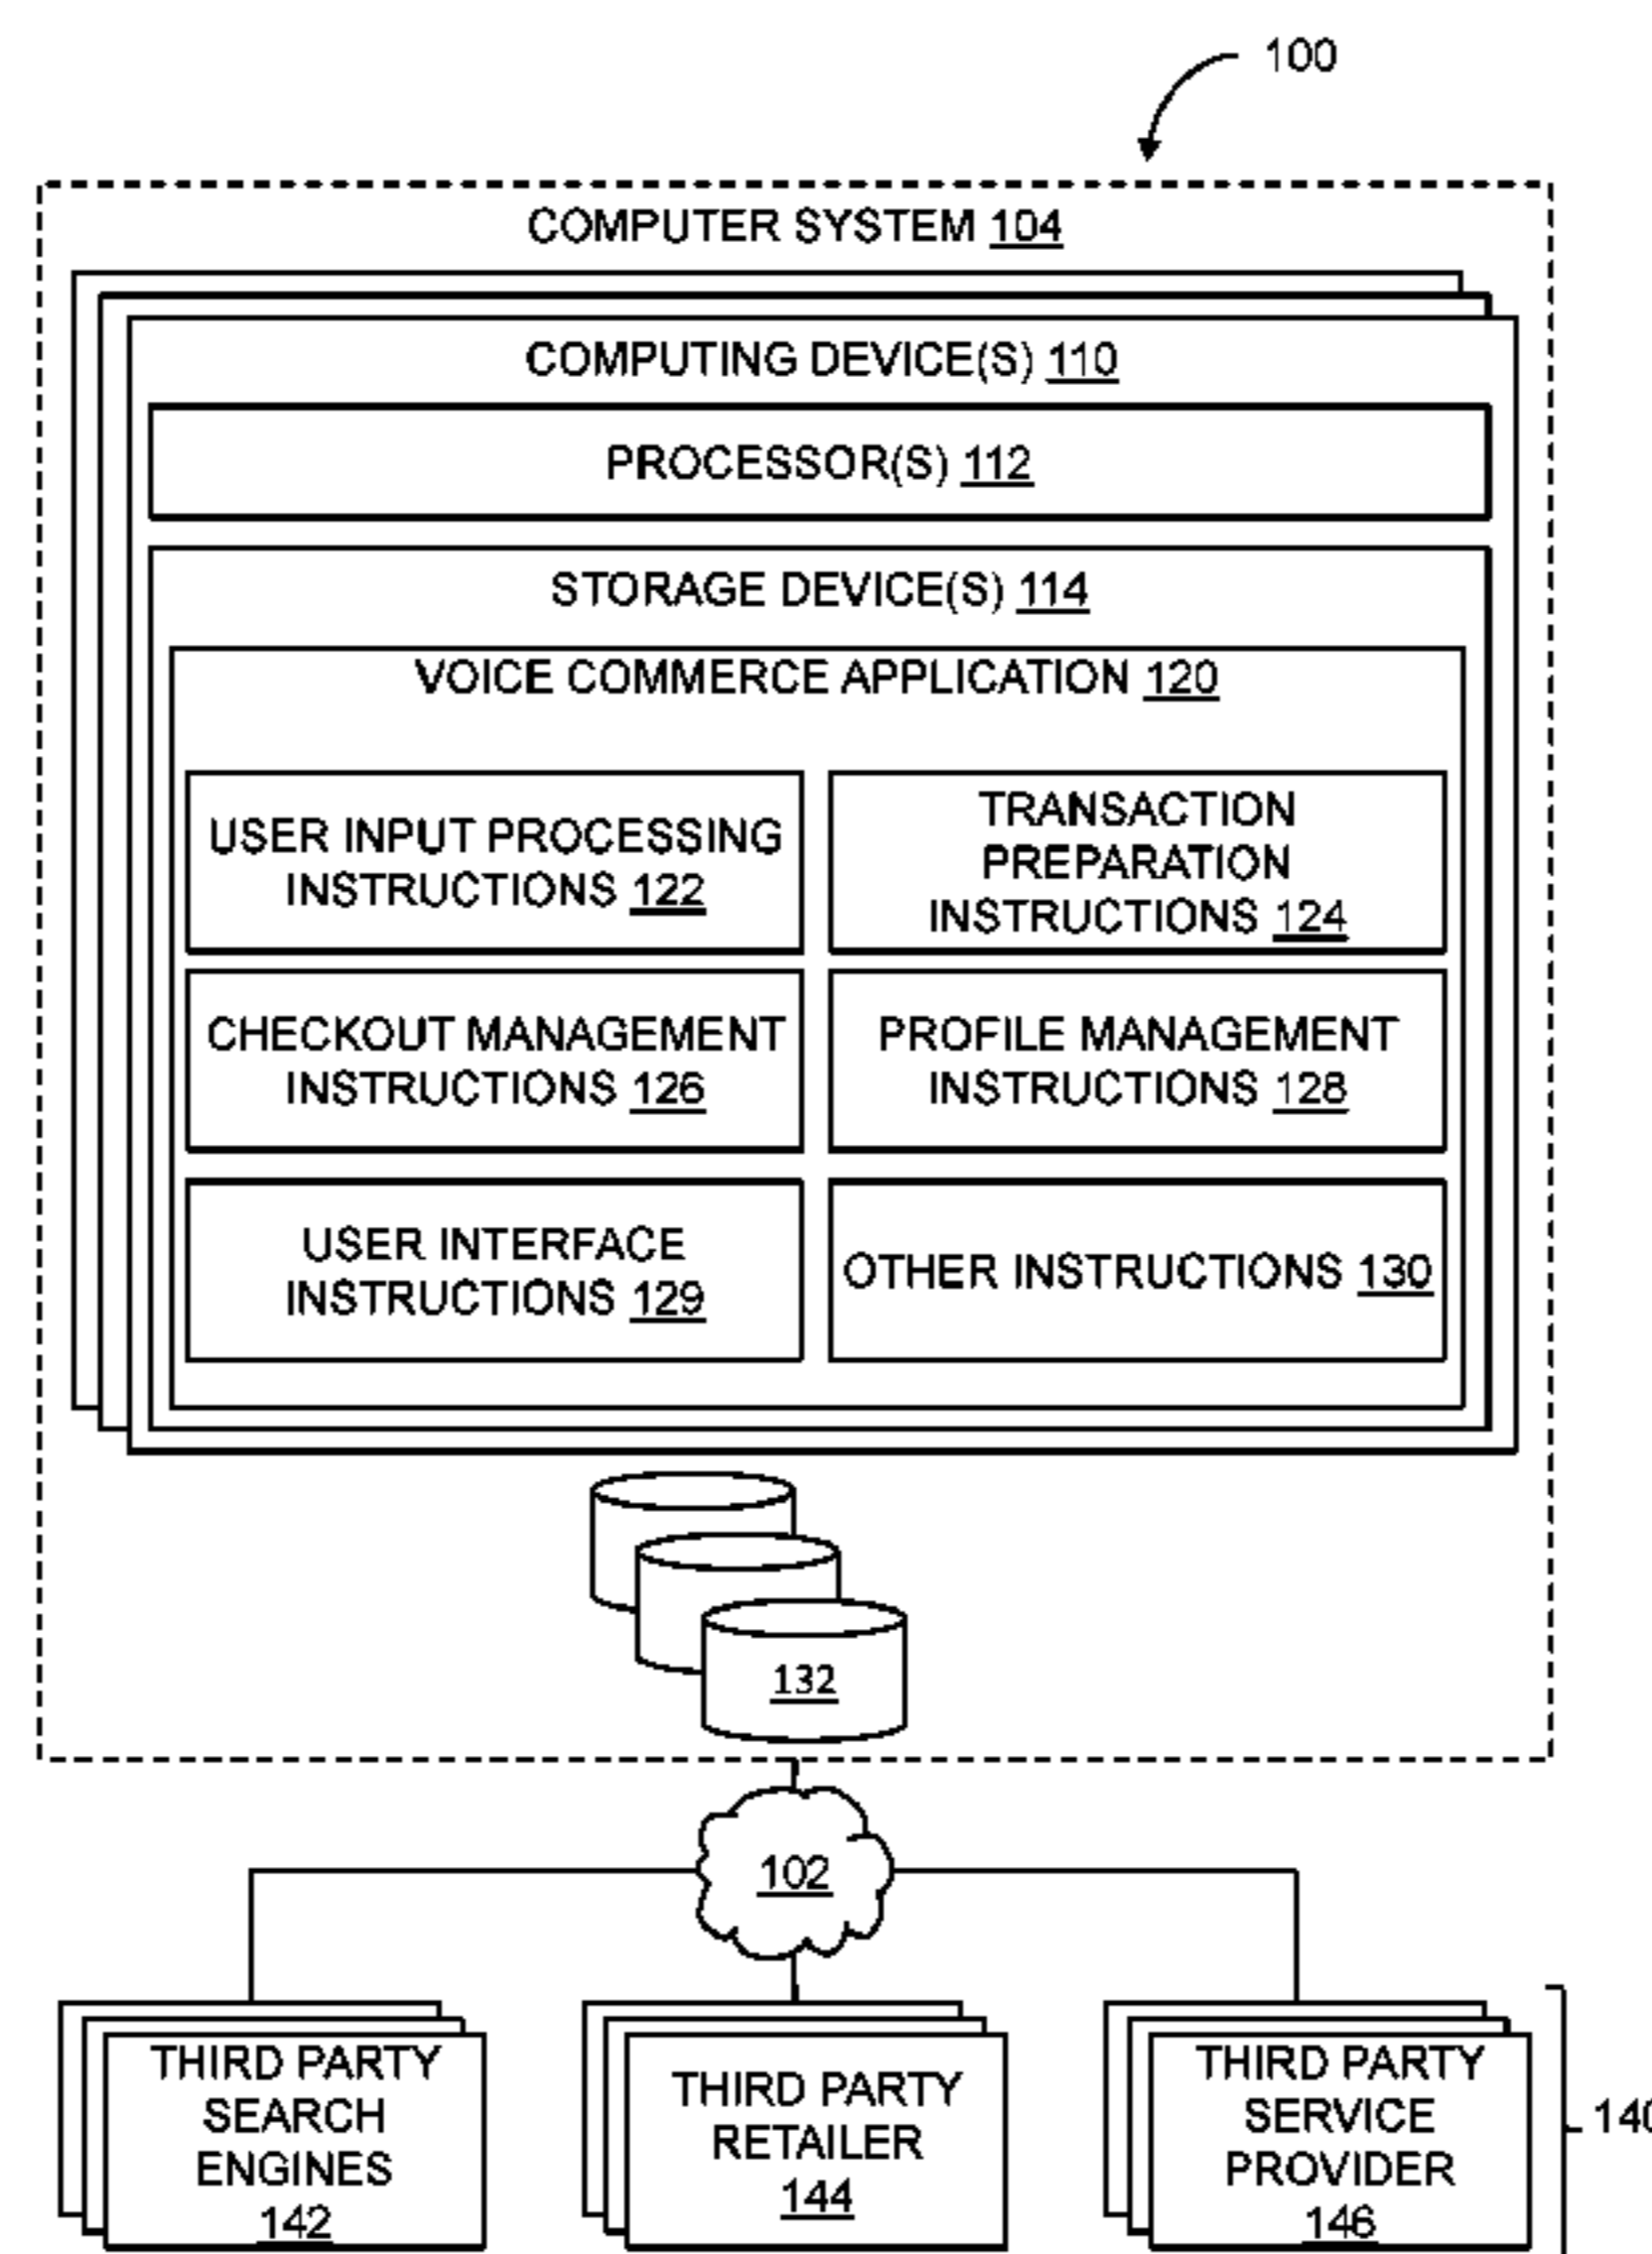 100
COMPUTER SYSTEM 104
COMPUTING DEVICE(S) 110
PROCESSOR(S) 112
STORAGE DEVICE(S) 114
VOICE COMMERCE APPLICATION 120
USER INPUT PROCESSING
INSTRUCTIONS 122
TRANSACTION
PREPARATION
INSTRUCTIONS 124
CHECKOUT MANAGEMENT
INSTRUCTIONS 126
PROFILE MANAGEMENT
INSTRUCTIONS 128
USER INTERFACE
INSTRUCTIONS 129
OTHER INSTRUCTIONS 130
132
102
THIRD PARTY
SEARCH
ENGINES
142
THIRD PARTY
RETAILER
144
THIRD PARTY
SERVICE
PROVIDER
146
140